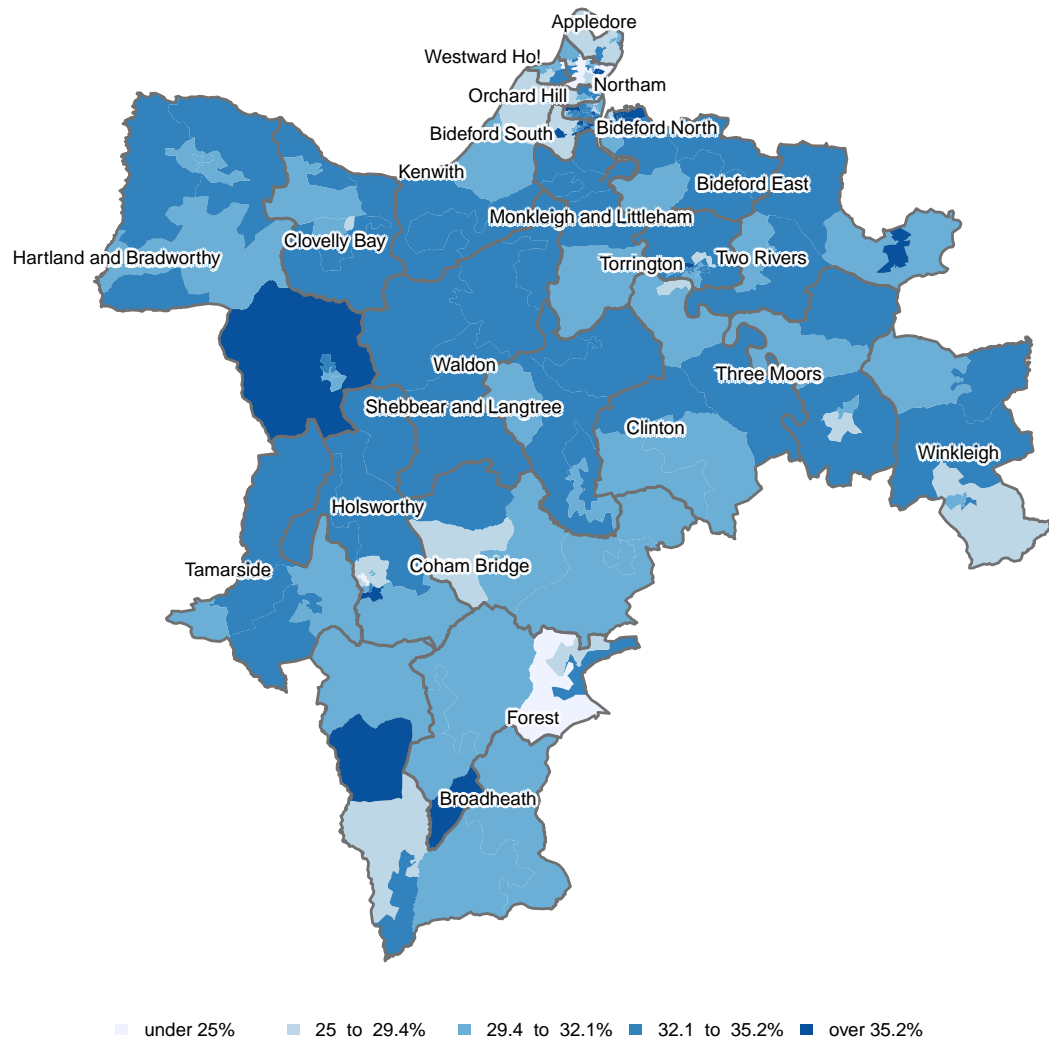 Appledore
Westward Ho!
Northam
Orchard Hill
Bideford South
Bideford North
Kenwith
Bideford East
Monkleigh and Littleham
Clovelly Bay
Hartland and Bradworthy
Torrington
Two Rivers
Waldon
Three Moors
Shebbear and Langtree
Clinton
Winkleigh
Holsworthy
Coham Bridge
Tamarside
Forest
Broadheath
under 25%
25 to 29.4%
29.4 to 32.1%
32.1 to 35.2%
over 35.2%